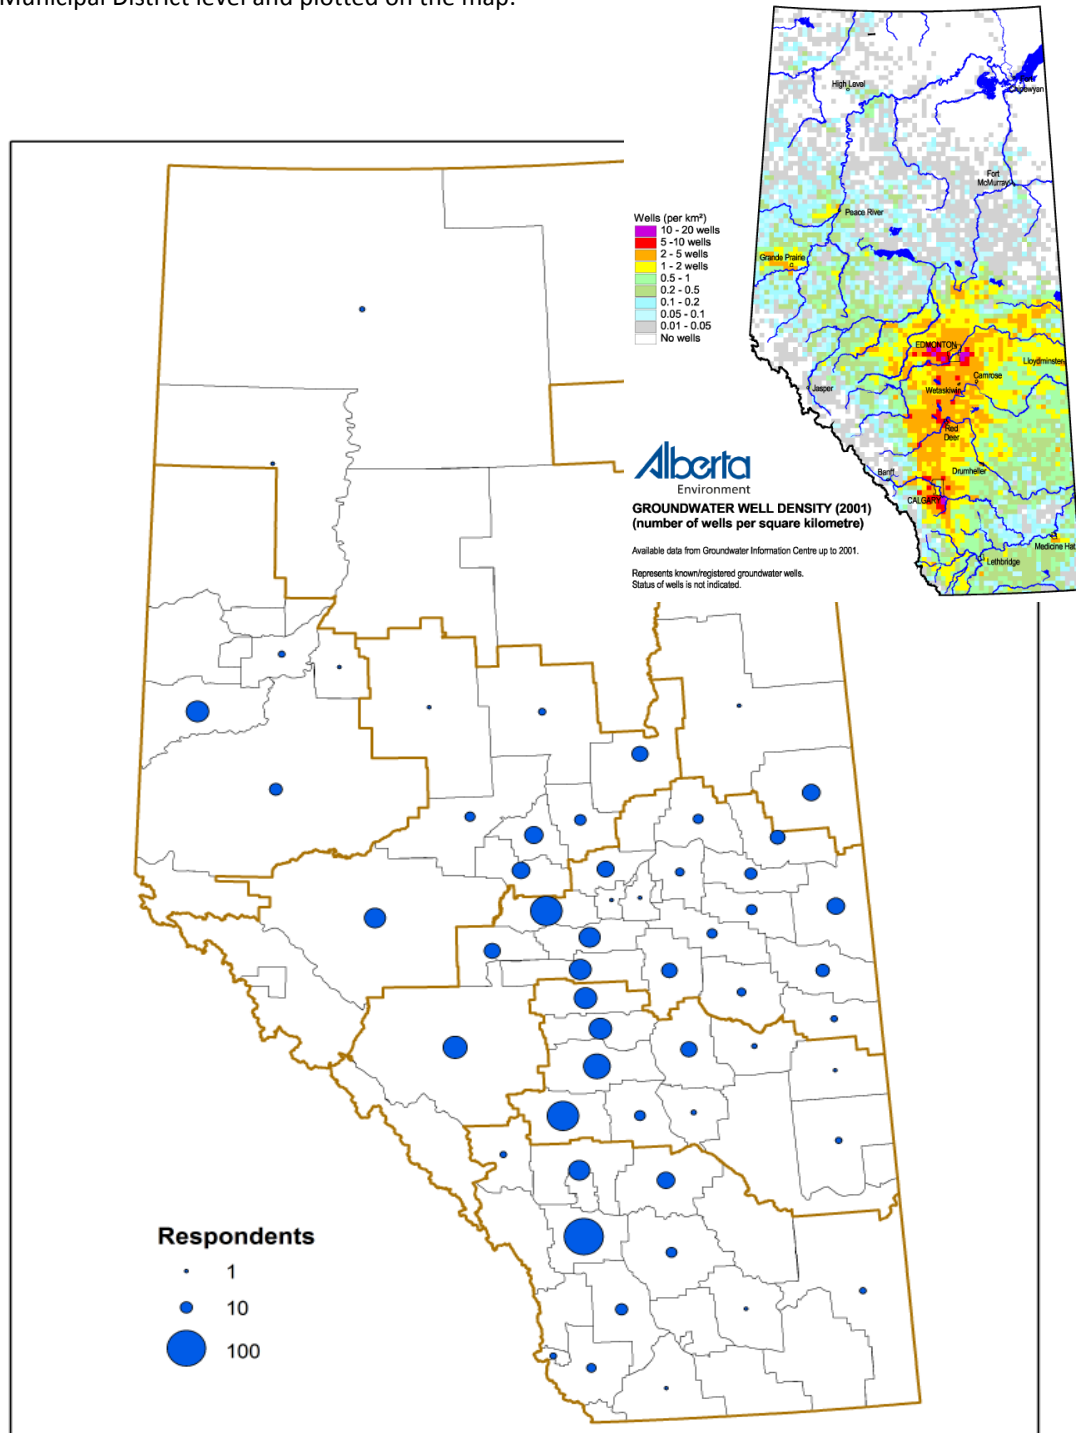 Municipal District level and plotted on the map.
High Level
Chipewyan
Fort
McMurray
Peace River
Grande Prairie
Wells (per km²)
10 - 20 wells
5 -10 wells
2 - 5 wells
1 - 2 wells
0.5 - 1
0.2 - 0.5
0.1 - 0.2
0.05 - 0.1
0.01 - 0.05
No wells
EDMONTON
Lloydminster
Camrose
Jasper
Wetaskiwin
Red
Deer
Banff
Drumheller
CALGARY
Medicine Hat
Lethbridge
Alberta
Environment
GROUNDWATER WELL DENSITY (2001)
(number of wells per square kilometre)
Available data from Groundwater Information Centre up to 2001.
Represents known/registered groundwater wells.
Status of wells is not indicated.
Respondents
1
10
100